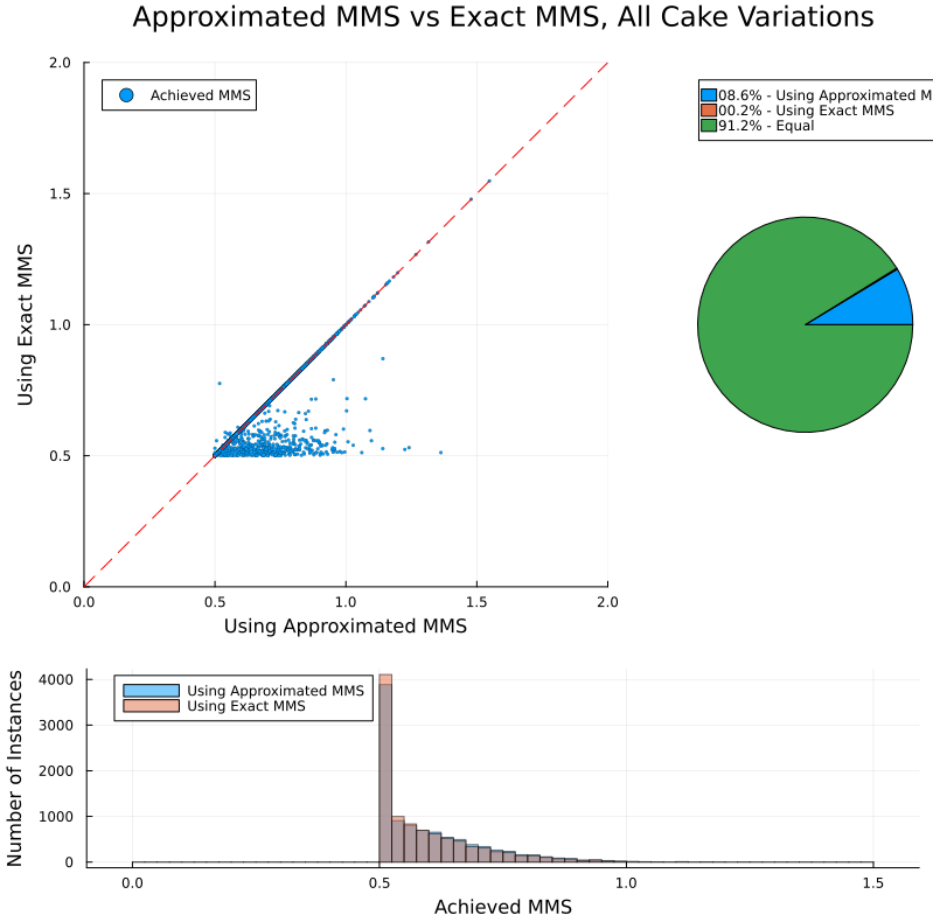 Approximated MMS vs Exact MMS, All Cake Variations
2.0
1.5
1.0
0.5
0.0
Using Exact MMS
Achieved MMS
0.0 0.5 1.0 1.5 2.0
Using Approximated MMS
08.6% - Using Approximated M
00.2% - Using Exact MMS
91.2% - Equal
4000
3000
2000
1000
0
Number of Instances
Using Approximated MMS
Using Exact MMS
0.0 0.5 1.0 1.5
Achieved MMS